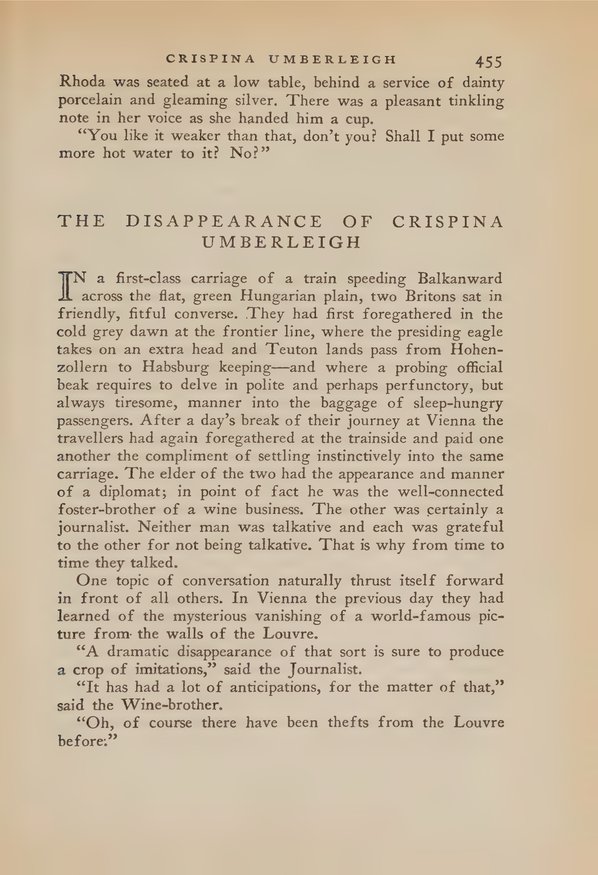 CRISPINA UMBERLEIGH 455
Rhoda was seated at a low table, behind a service of dainty
porcelain and gleaming silver. There was a pleasant tinkling
note in her voice as she handed him a cup.
“You like it weaker than that, don’t you? Shall I put some
more hot water to it? No?”
THE DISAPPEARANCE OF CRISPINA
UMBERLEIGH
IN a first-class carriage of a train speeding Balkanward
across the flat, green Hungarian plain, two Britons sat in
friendly, fitful converse. They had first foregathered in the
cold grey dawn at the frontier line, where the presiding eagle
takes on an extra head and Teuton lands pass from Hohen-
zollern to Habsburg keeping—and where a probing official
beak requires to delve in polite and perhaps perfunctory, but
always tiresome, manner into the baggage of sleep-hungry
passengers. After a day’s break of their journey at Vienna the
travellers had again foregathered at the trainside and paid one
another the compliment of settling instinctively into the same
carriage. The elder of the two had the appearance and manner
of a diplomat; in point of fact he was the well-connected
foster-brother of a wine business. The other was certainly a
journalist. Neither man was talkative and each was grateful
to the other for not being talkative. That is why from time to
time they talked.
One topic of conversation naturally thrust itself forward
in front of all others. In Vienna the previous day they had
learned of the mysterious vanishing of a world-famous pic-
ture from the walls of the Louvre.
“A dramatic disappearance of that sort is sure to produce
a crop of imitations,” said the Journalist.
“It has had a lot of anticipations, for the matter of that,”
said the Wine-brother.
“Oh, of course there have been thefts from the Louvre
before.”